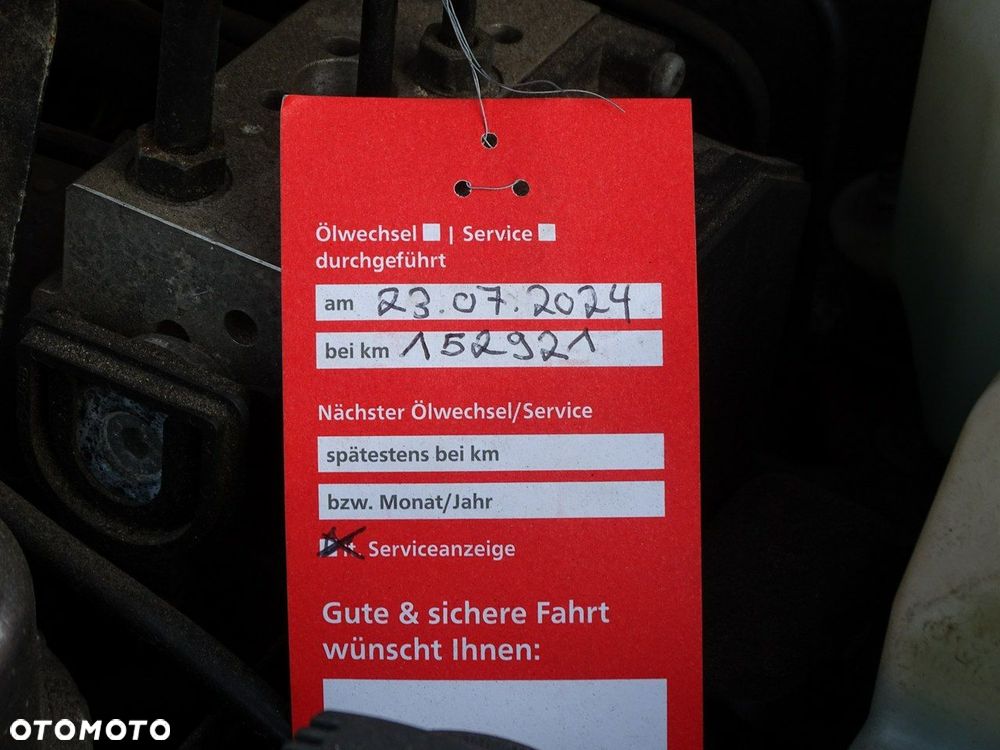 Ölwechsel | Service
durchgeführt
am 23.07.2024
bei km 152921
Nächster Ölwechsel/Service
spätestens bei km
bzw. Monat/Jahr
lt. Serviceanzeige
Gute & sichere Fahrt
wünscht Ihnen:
OTOMOTO